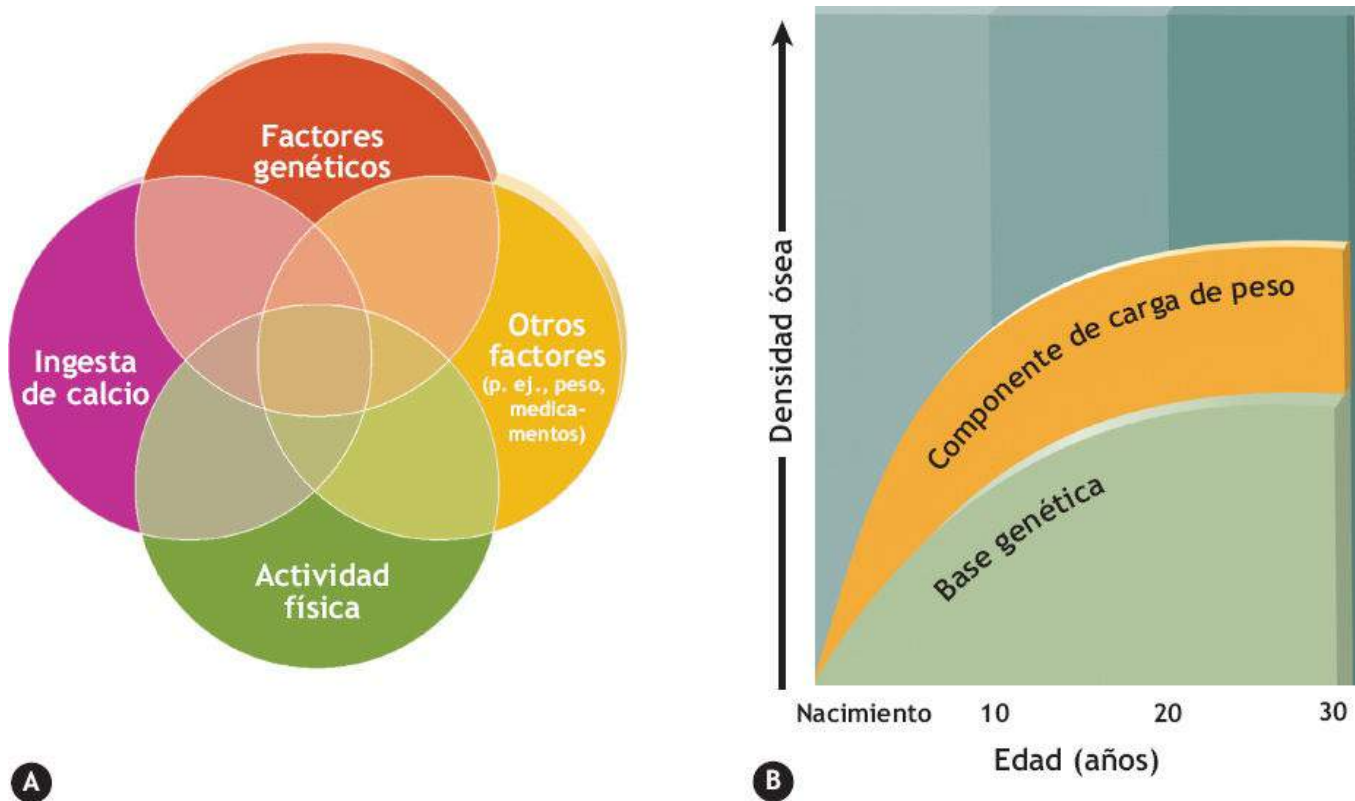 Factores
genéticos
Ingesta
de calcio
Otros
factores
(p. ej., peso,
medica-
mentos)
Actividad
física
A
Densidad ósea
Componente de carga de peso
Base genética
Nacimiento 10 20 30
Edad (años)
B